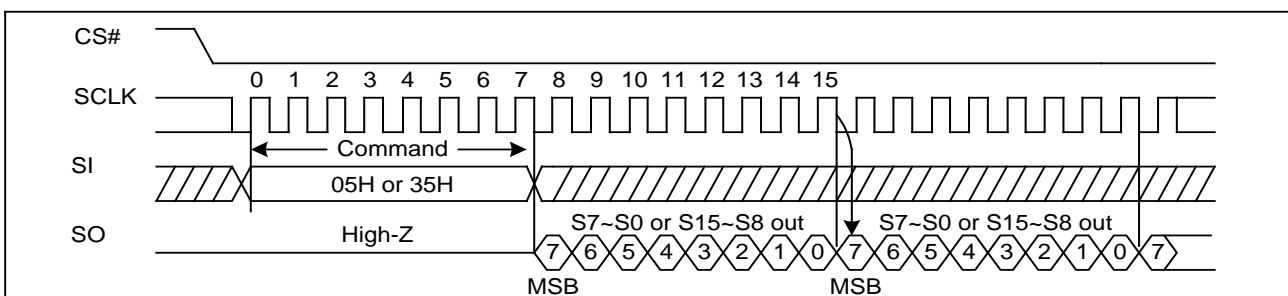 CS#
0 1 2 3 4 5 6 7 8 9 10 11 12 13 14 15
SCLK
Command
SI
05H or 35H
S7~S0 or S15~S8 out S7~S0 or S15~S8 out
SO High-Z
7 6 5 4 3 2 1 0 7 6 5 4 3 2 1 0 7
MSB MSB